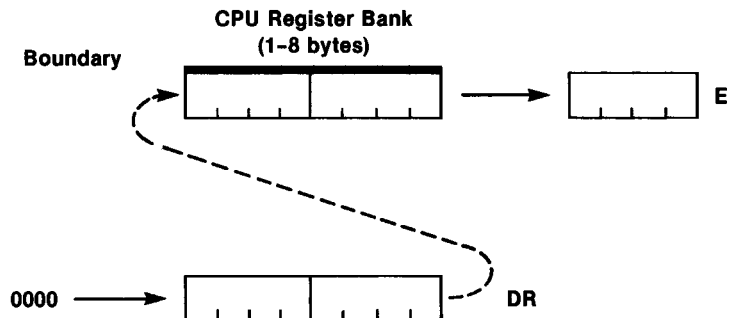 CPU Register Bank
(1-8 bytes)
Boundary
E
0000
DR